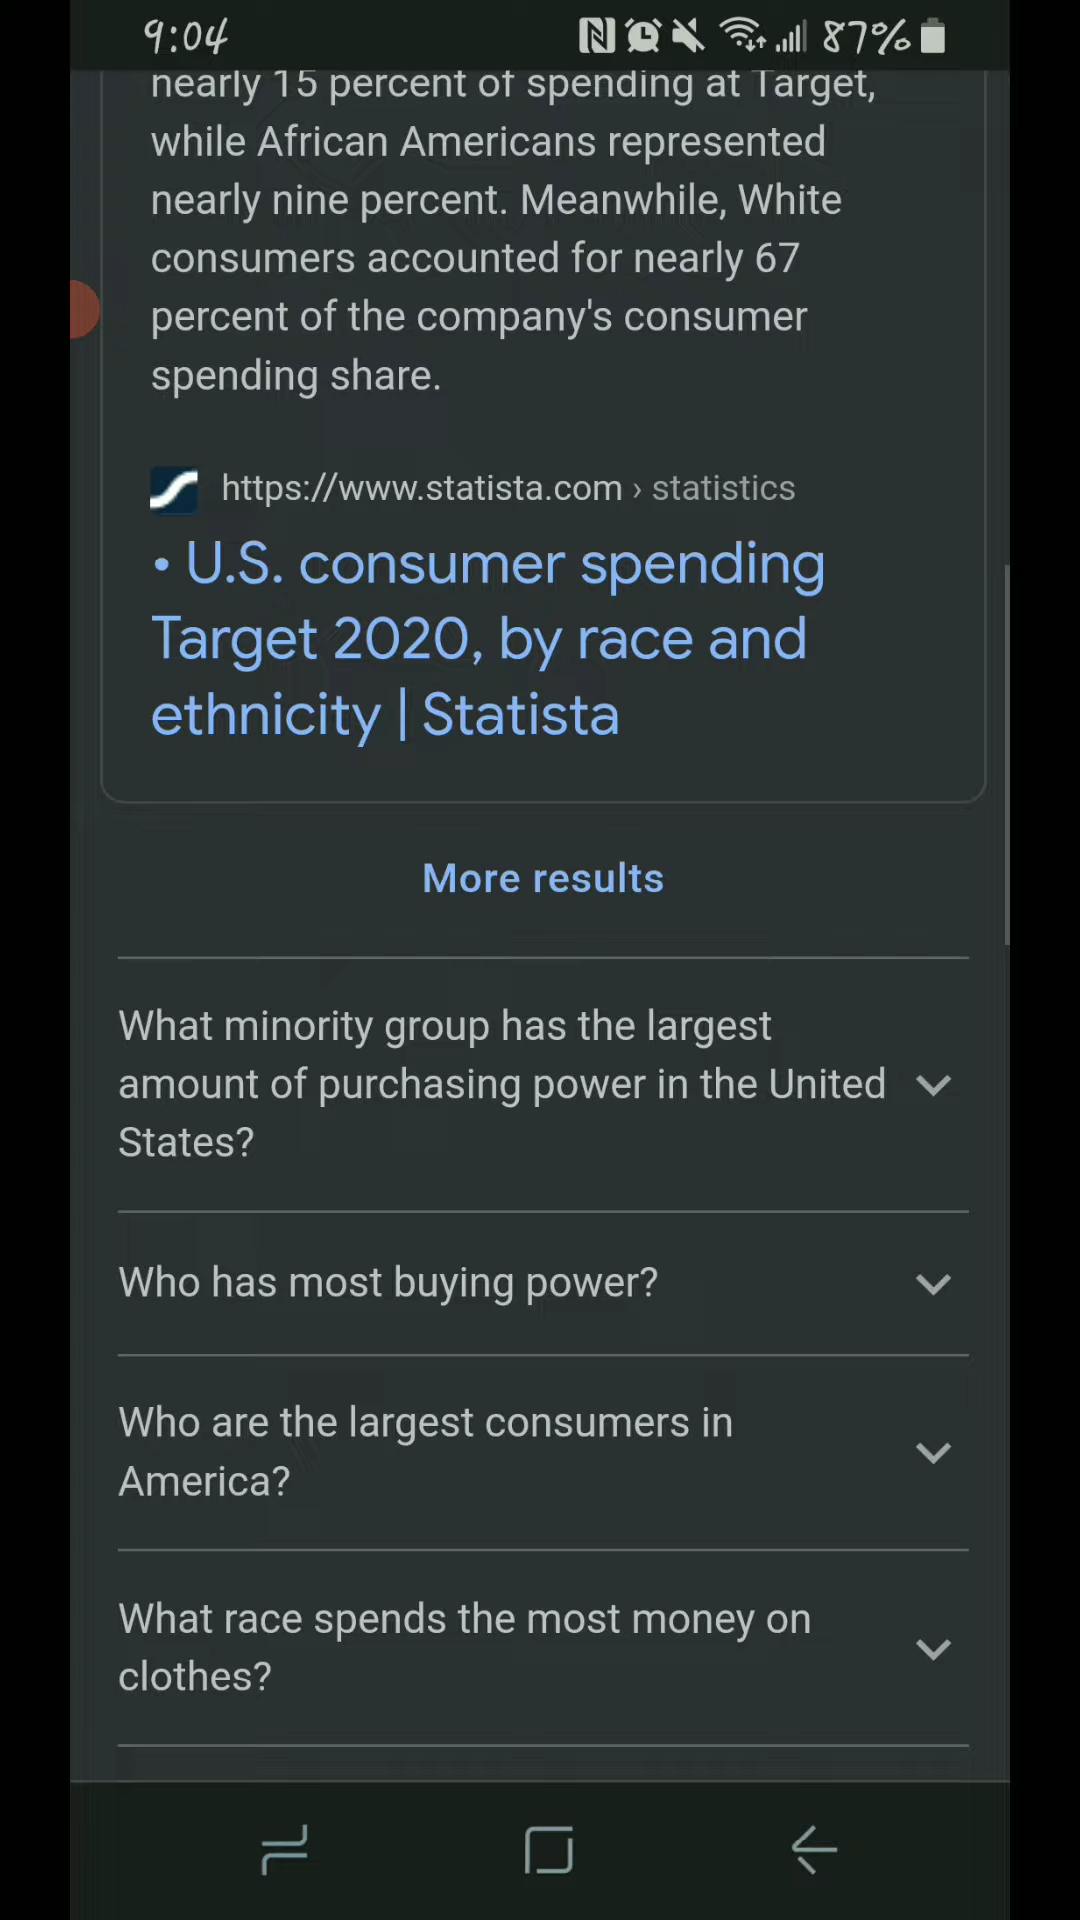 9:04 87%
nearly 15 percent of spending at Target,
while African Americans represented
nearly nine percent. Meanwhile, White
consumers accounted for nearly 67
percent of the company's consumer
spending share.
https://www.statista.com › statistics
• U.S. consumer spending
Target 2020, by race and
ethnicity | Statista
More results
What minority group has the largest
amount of purchasing power in the United
States?
Who has most buying power?
Who are the largest consumers in
America?
What race spends the most money on
clothes?